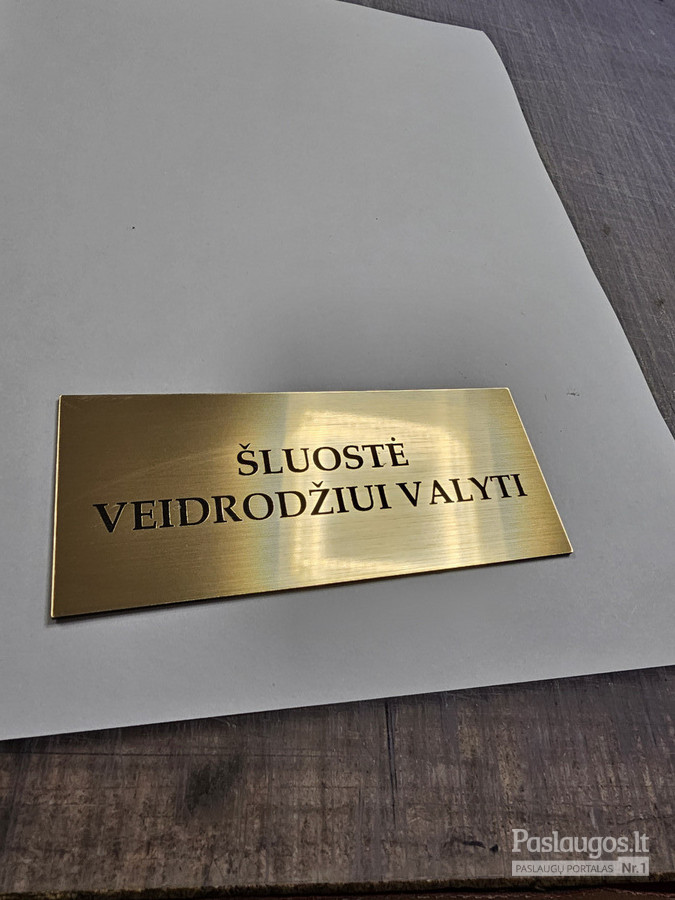 ŠLUOSTĖ
VEIDRODŽIUI VALYTI
Paslaugos.lt
PASLAUGŲ PORTALAS Nr.1